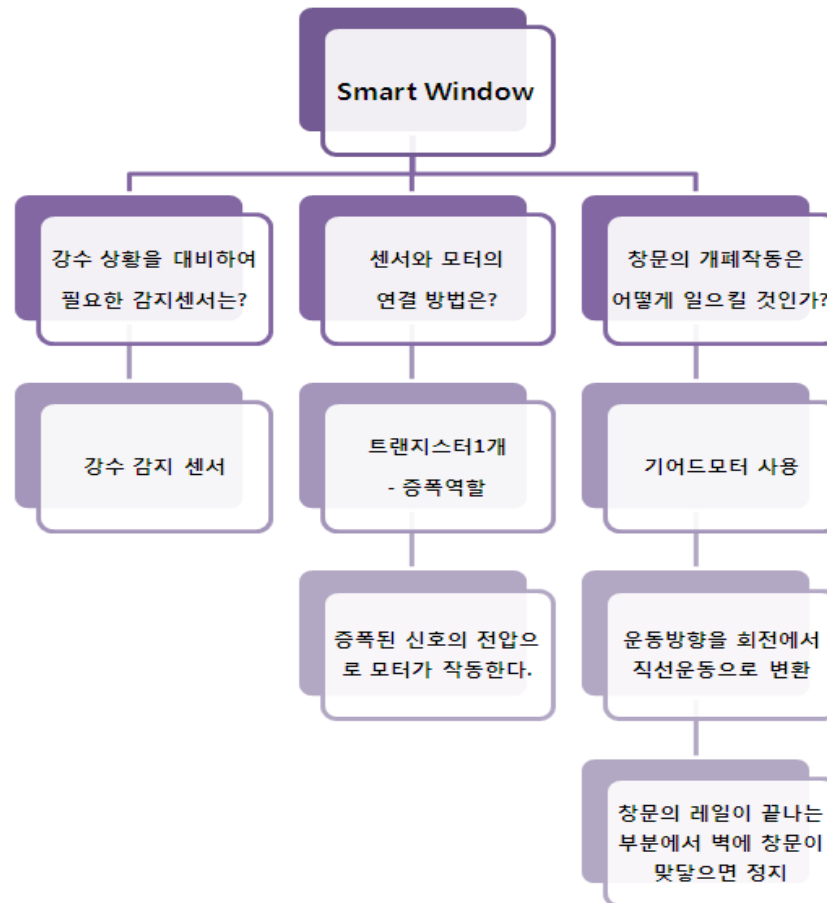 Smart Window
강수 상황을 대비하여
필요한 감지센서는?
센서와 모터의
연결 방법은?
창문의 개폐작동은
어떻게 일으킬 것인가?
강수 감지 센서
트랜지스터1개
- 증폭역할
기어드모터 사용
증폭된 신호의 전압으
로 모터가 작동한다.
운동방향을 회전에서
직선운동으로 변환
창문의 레일이 끝나는
부분에서 벽에 창문이
맞닿으면 정지